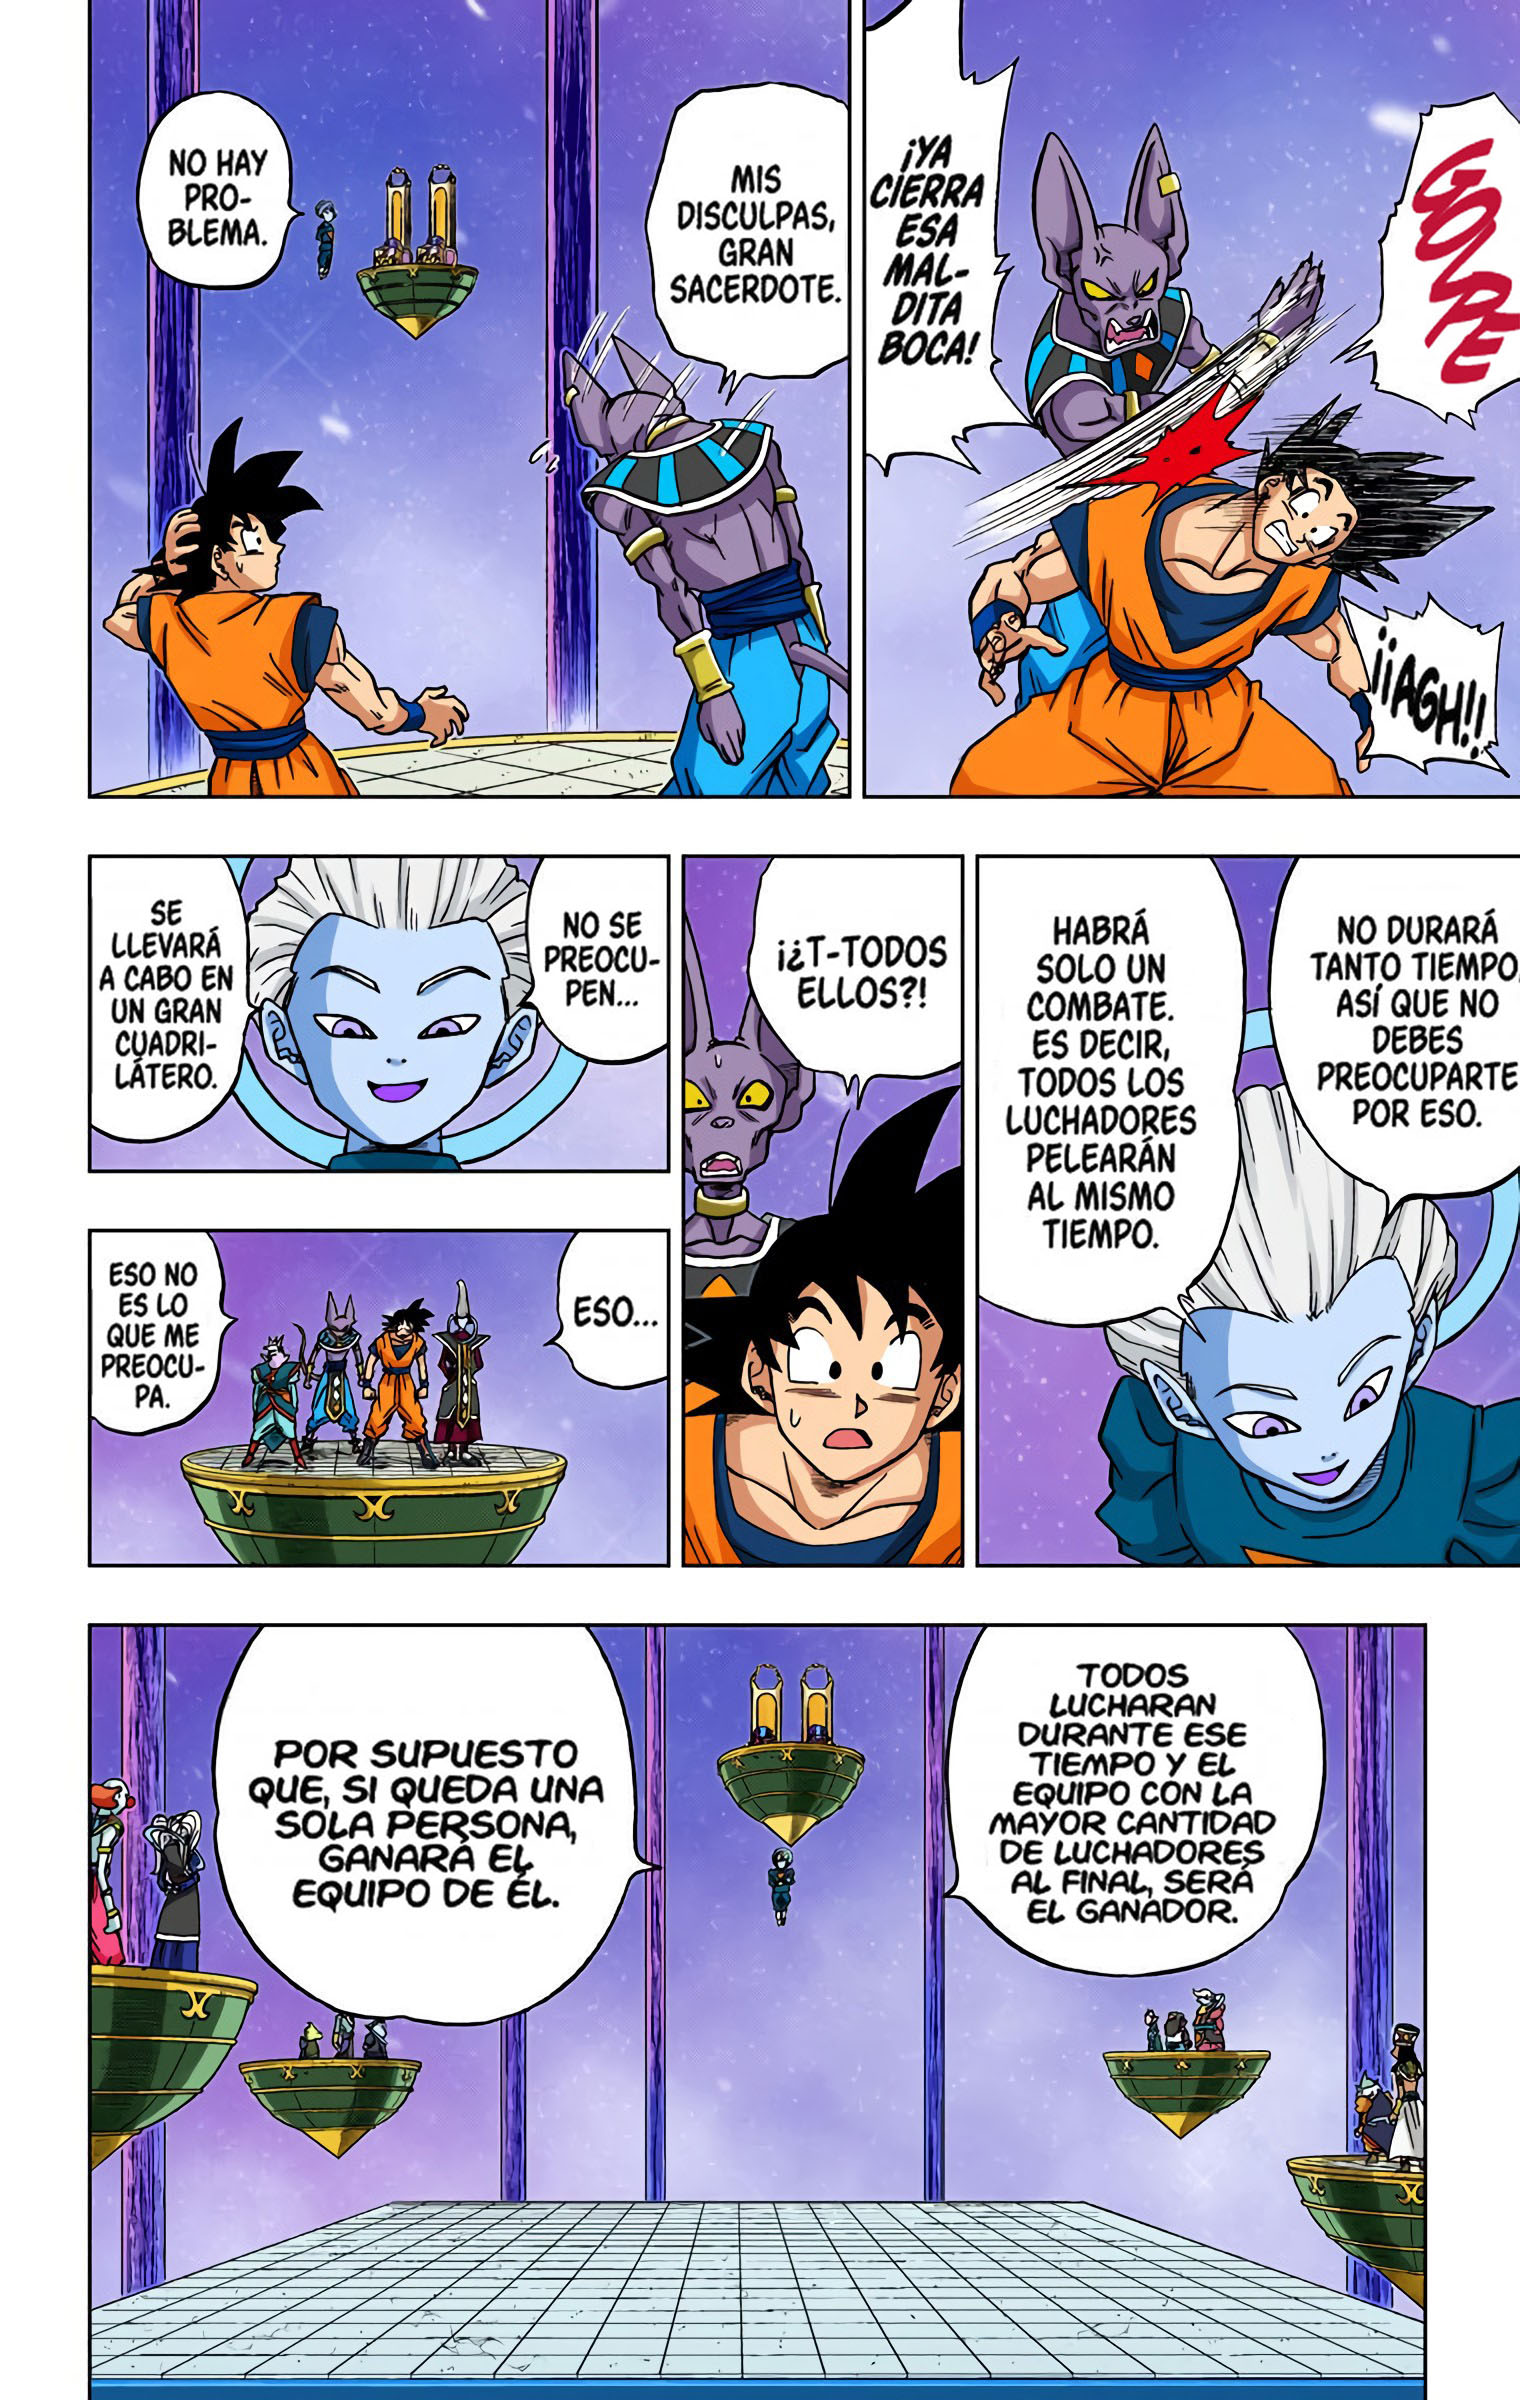 ¡YA
CIERRA
ESA
MAL-
DITA
BOCA!
GOLPE
¡¡AGH!!
MIS
DISCULPAS,
GRAN
SACERDOTE.
NO HAY
PRO-
BLEMA.
NO DURARÁ
TANTO TIEMPO,
ASÍ QUE NO
DEBES
PREOCUPARTE
POR ESO.
HABRÁ
SOLO UN
COMBATE.
ES DECIR,
TODOS LOS
LUCHADORES
PELEARÁN
AL MISMO
TIEMPO.
¡¿T-TODOS
ELLOS?!
NO SE
PREOCU-
PEN...
SE
LLEVARÁ
A CABO EN
UN GRAN
CUADRI-
LÁTERO.
ESO...
ESO NO
ES LO
QUE ME
PREOCU-
PA.
TODOS
LUCHARAN
DURANTE ESE
TIEMPO Y EL
EQUIPO CON LA
MAYOR CANTIDAD
DE LUCHADORES
AL FINAL, SERÁ
EL GANADOR.
POR SUPUESTO
QUE, SI QUEDA UNA
SOLA PERSONA,
GANARÁ EL
EQUIPO DE ÉL.